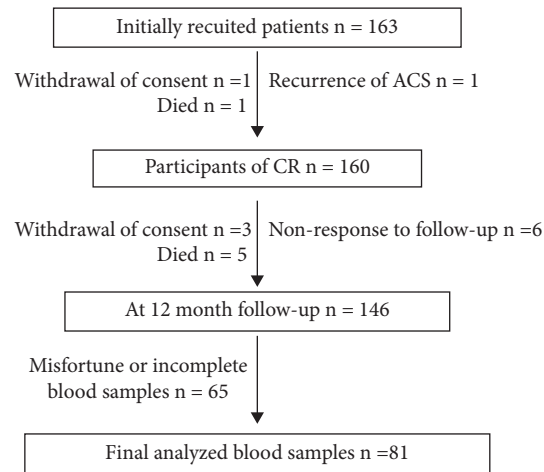 Initially recuited patients n = 163
Withdrawal of consent n =1
Died n = 1
Recurrence of ACS n = 1
Participants of CR n = 160
Withdrawal of consent n =3
Died n = 5
Non-response to follow-up n =6
At 12 month follow-up n = 146
Misfortune or incomplete
blood samples n = 65
Final analyzed blood samples n =81